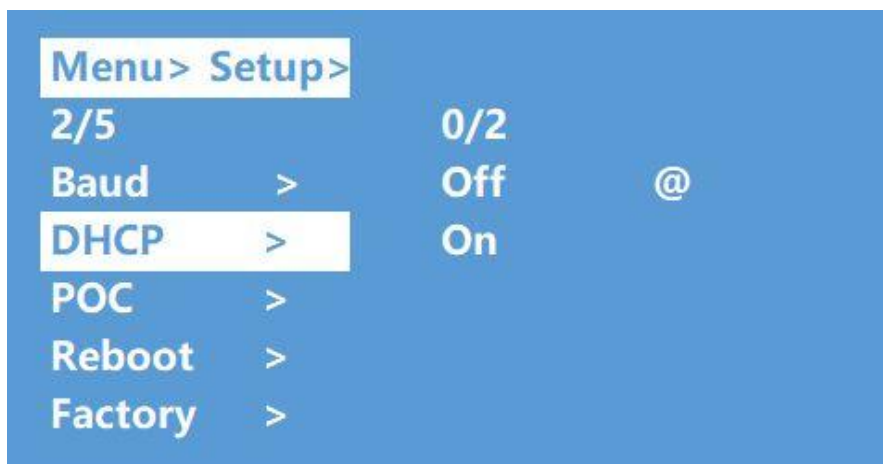 Menu> Setup>
2/5 0/2
Baud > Off @
DHCP > On
POC >
Reboot >
Factory >